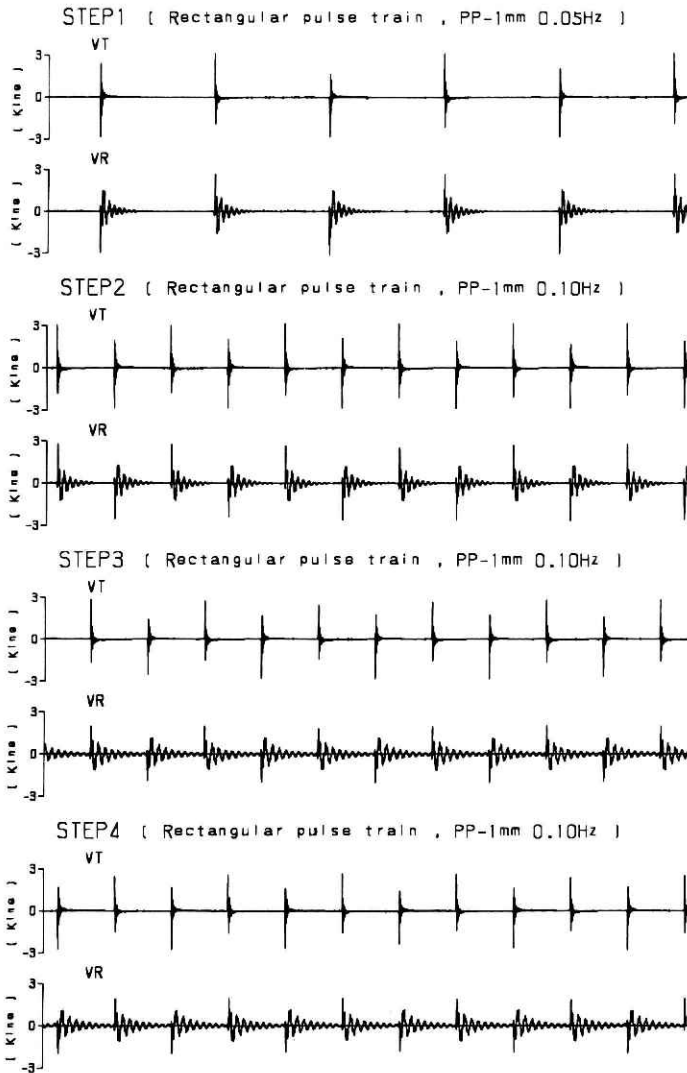 STEP1 ( Rectangular pulse train , PP-1mm 0.05Hz )
VT
3
0
-3
( Kine )
VR
3
0
-3
( Kine )
STEP2 ( Rectangular pulse train , PP-1mm 0.10Hz )
VT
3
0
-3
( Kine )
VR
3
0
-3
( Kine )
STEP3 ( Rectangular pulse train , PP-1mm 0.10Hz )
VT
3
0
-3
( Kine )
VR
3
0
-3
( Kine )
STEP4 ( Rectangular pulse train , PP-1mm 0.10Hz )
VT
3
0
-3
( Kine )
VR
3
0
-3
( Kine )